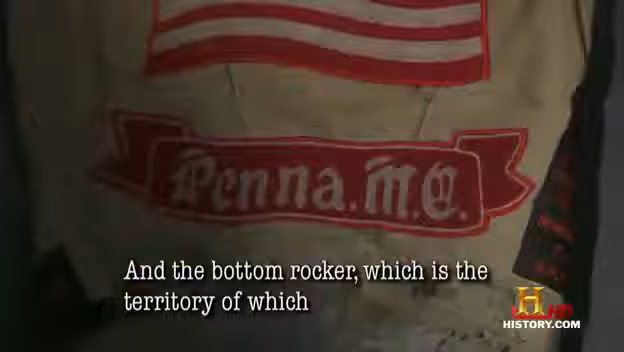 Penna. M.C.
And the bottom rocker, which is the
territory of which
H
HISTORY.COM